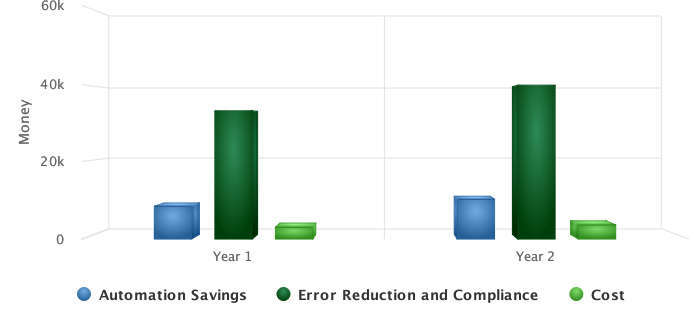 60k
40k
Money
20k
0
Year 1
Year 2
Automation Savings
Error Reduction and Compliance
Cost